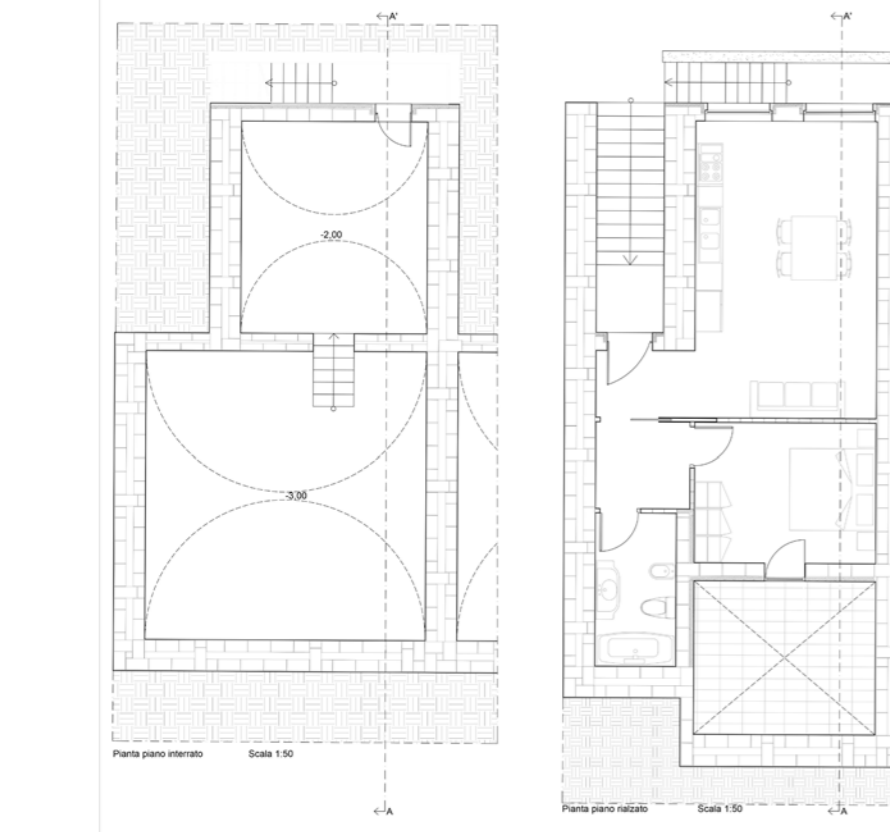 A'
A'
-2,00
-3,00
Pianta piano interrato
Scala 1:50
A
Pianta piano rialzato
Scala 1:50
A